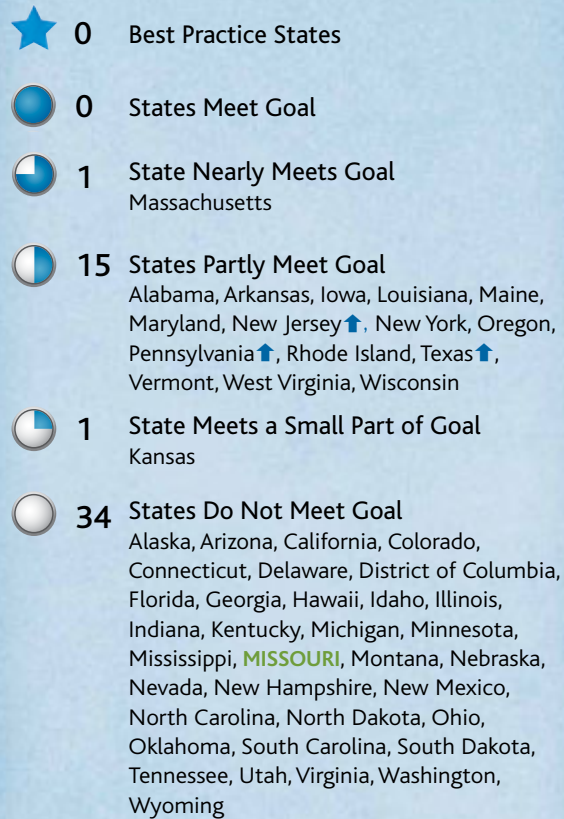 0 Best Practice States
0 States Meet Goal
1 State Nearly Meets Goal
Massachusetts
15 States Partly Meet Goal
Alabama, Arkansas, Iowa, Louisiana, Maine,
Maryland, New Jersey⬆, New York, Oregon,
Pennsylvania⬆, Rhode Island, Texas⬆,
Vermont, West Virginia, Wisconsin
1 State Meets a Small Part of Goal
Kansas
34 States Do Not Meet Goal
Alaska, Arizona, California, Colorado,
Connecticut, Delaware, District of Columbia,
Florida, Georgia, Hawaii, Idaho, Illinois,
Indiana, Kentucky, Michigan, Minnesota,
Mississippi, MISSOURI, Montana, Nebraska,
Nevada, New Hampshire, New Mexico,
North Carolina, North Dakota, Ohio,
Oklahoma, South Carolina, South Dakota,
Tennessee, Utah, Virginia, Washington,
Wyoming